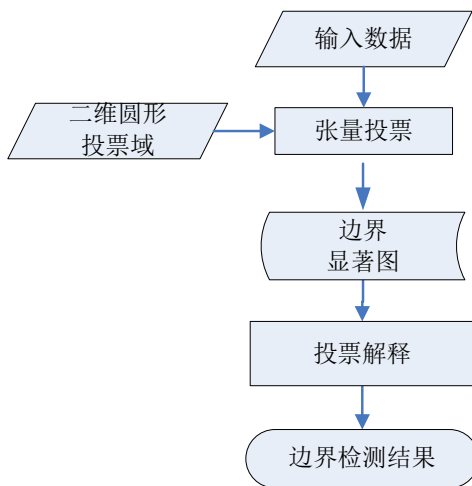 输入数据
二维圆形
投票域
张量投票
边界
显著图
投票解释
边界检测结果